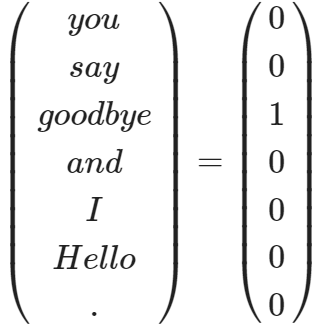 you 0
say 0
goodbye 1
and = 0
I 0
Hello 0
. 0